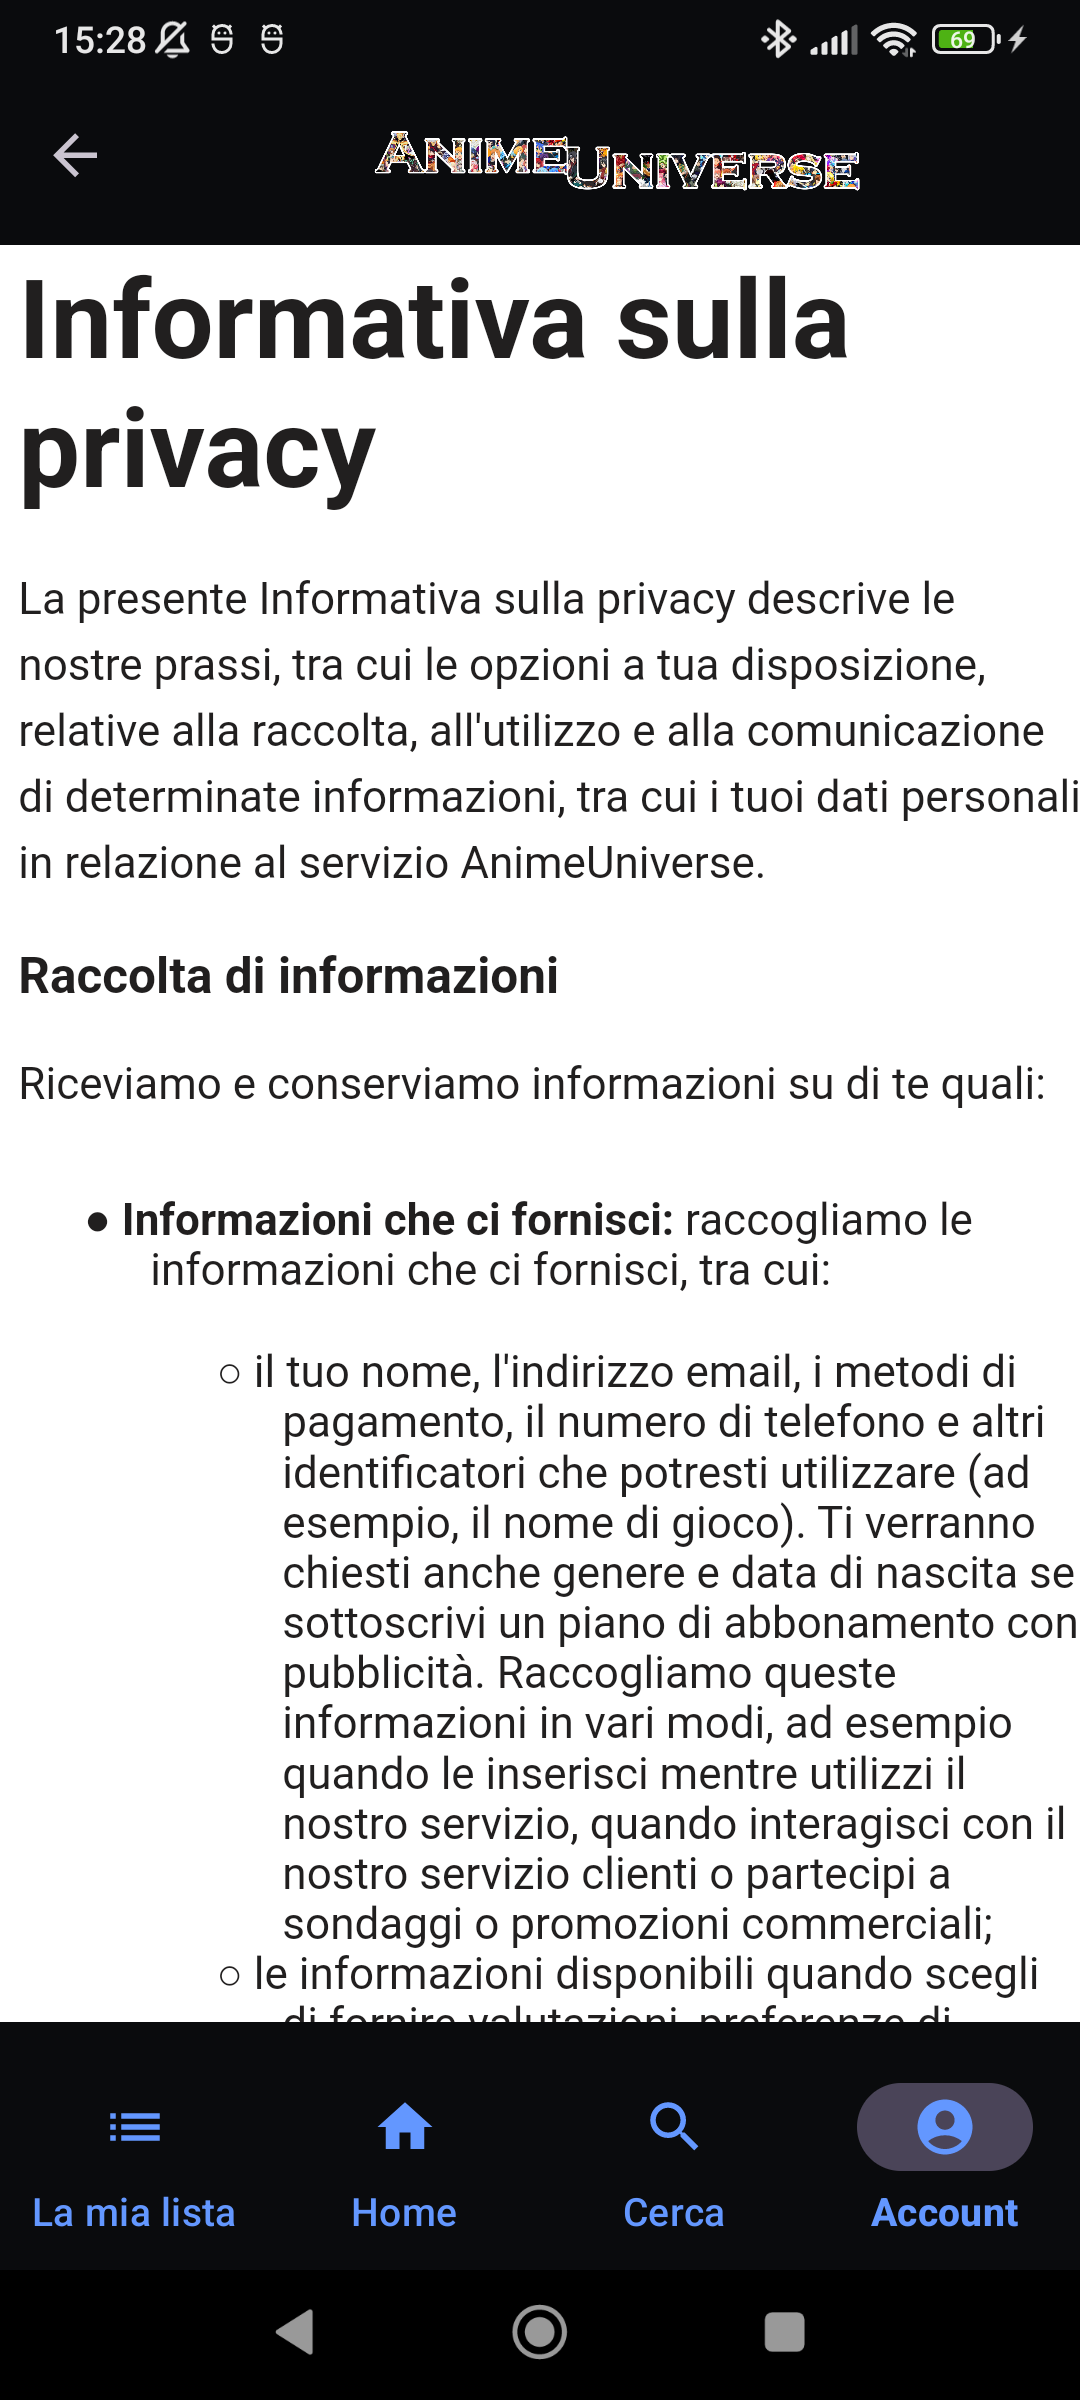 15:28
69
ANIMEUNIVERSE
Informativa sulla
privacy
La presente Informativa sulla privacy descrive le
nostre prassi, tra cui le opzioni a tua disposizione,
relative alla raccolta, all'utilizzo e alla comunicazione
di determinate informazioni, tra cui i tuoi dati personali
in relazione al servizio AnimeUniverse.
Raccolta di informazioni
Riceviamo e conserviamo informazioni su di te quali:
● Informazioni che ci fornisci: raccogliamo le
informazioni che ci fornisci, tra cui:
○ il tuo nome, l'indirizzo email, i metodi di
pagamento, il numero di telefono e altri
identificatori che potresti utilizzare (ad
esempio, il nome di gioco). Ti verranno
chiesti anche genere e data di nascita se
sottoscrivi un piano di abbonamento con
pubblicità. Raccogliamo queste
informazioni in vari modi, ad esempio
quando le inserisci mentre utilizzi il
nostro servizio, quando interagisci con il
nostro servizio clienti o partecipi a
sondaggi o promozioni commerciali;
○ le informazioni disponibili quando scegli
di fornire valutazioni, preferenze di
La mia lista
Home
Cerca
Account